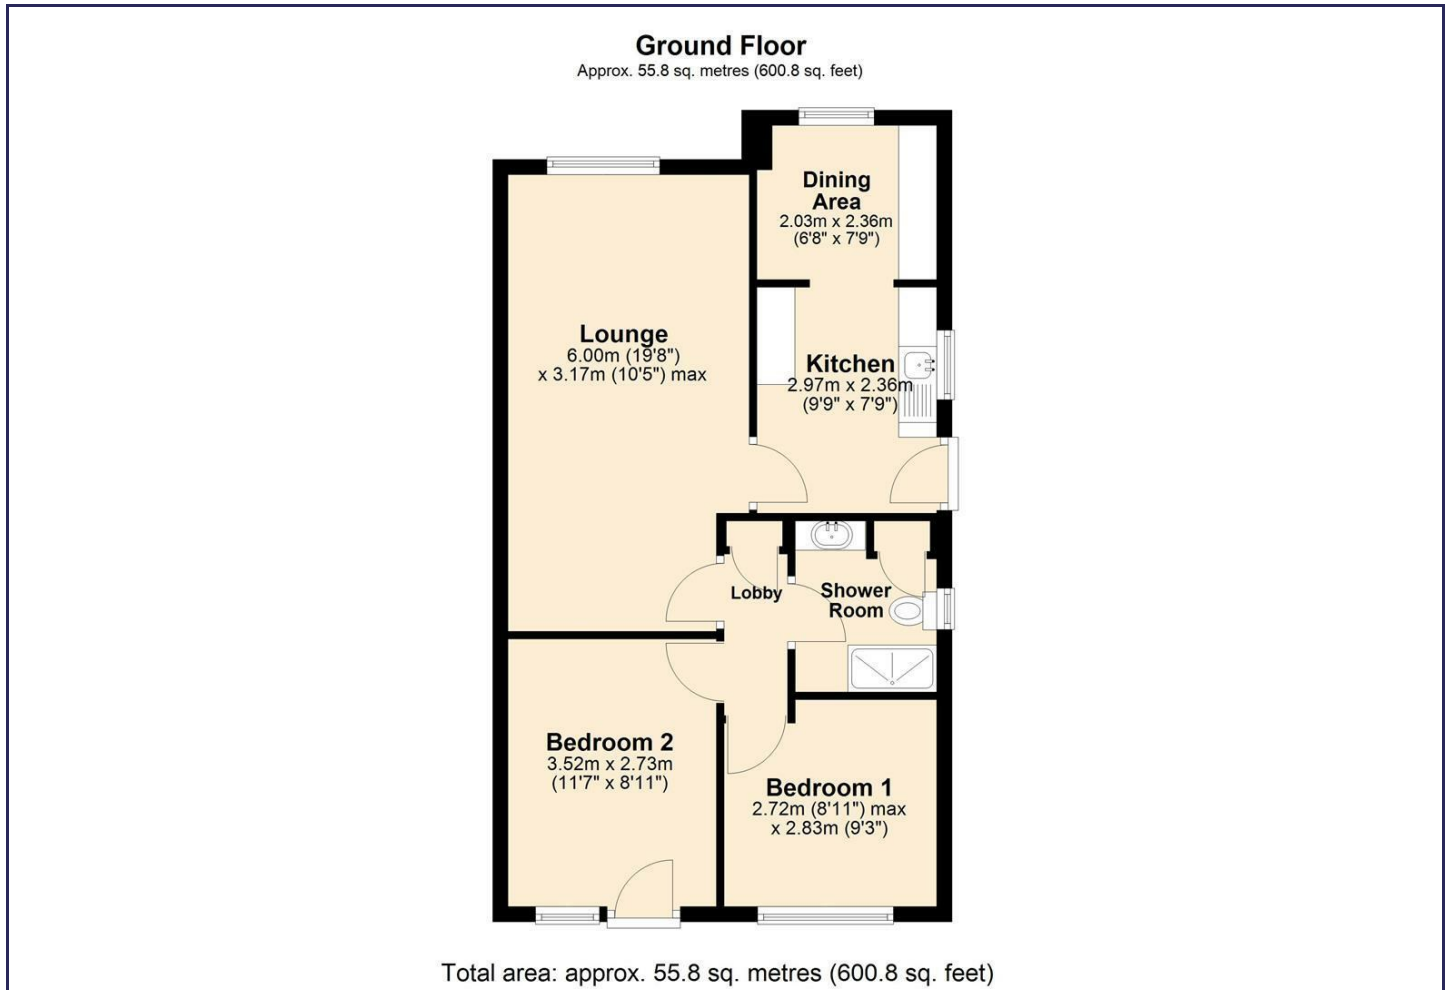 Ground Floor
Approx. 55.8 sq. metres (600.8 sq. feet)
Dining
Area
2.03m x 2.36m
(6'8" x 7'9")
Lounge
6.00m (19'8")
x 3.17m (10'5") max
Kitchen
2.97m x 2.36m
(9'9" x 7'9")
Lobby
Shower
Room
Bedroom 2
3.52m x 2.73m
(11'7" x 8'11")
Bedroom 1
2.72m (8'11") max
x 2.83m (9'3")
Total area: approx. 55.8 sq. metres (600.8 sq. feet)